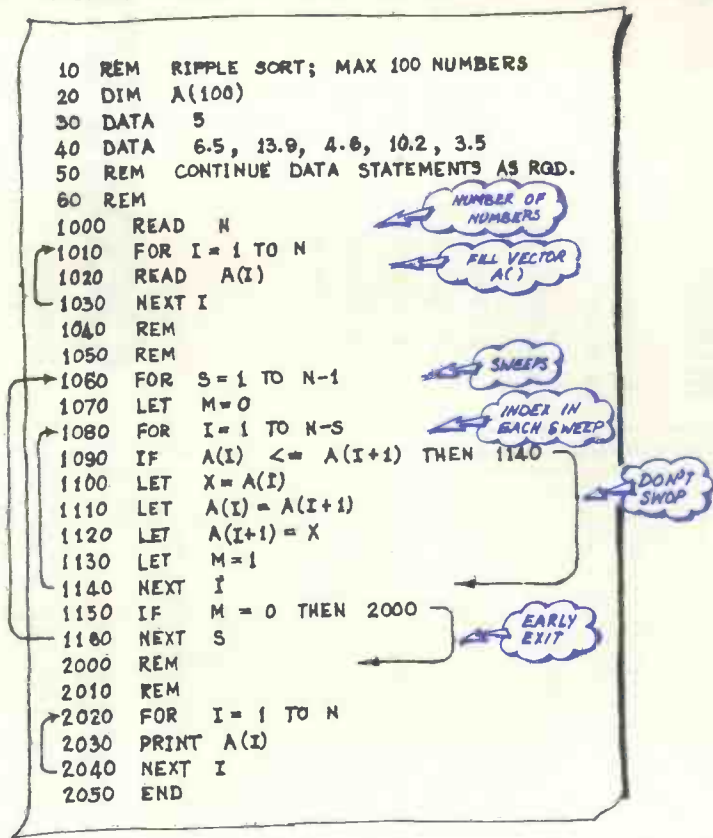 10 REM RIPPLE SORT; MAX 100 NUMBERS
20 DIM A(100)
30 DATA 5
40 DATA 6.5, 13.9, 4.6, 10.2, 3.5
50 REM CONTINUE DATA STATEMENTS AS RQD.
60 REM
1000 READ N
NUMBER OF
NUMBERS
1010 FOR I = 1 TO N
1020 READ A(I)
FILL VECTOR
A( )
1030 NEXT I
1040 REM
1050 REM
1060 FOR S = 1 TO N-1
SWEEPS
1070 LET M = 0
1080 FOR I = 1 TO N-S
INDEX IN
EACH SWEEP
1090 IF A(I) <= A(I+1) THEN 1140
1100 LET X = A(I)
1110 LET A(I) = A(I+1)
DON'T
SWOP
1120 LET A(I+1) = X
1130 LET M = 1
1140 NEXT I
1150 IF M = 0 THEN 2000
EARLY
EXIT
1160 NEXT S
2000 REM
2010 REM
2020 FOR I = 1 TO N
2030 PRINT A(I)
2040 NEXT I
2050 END